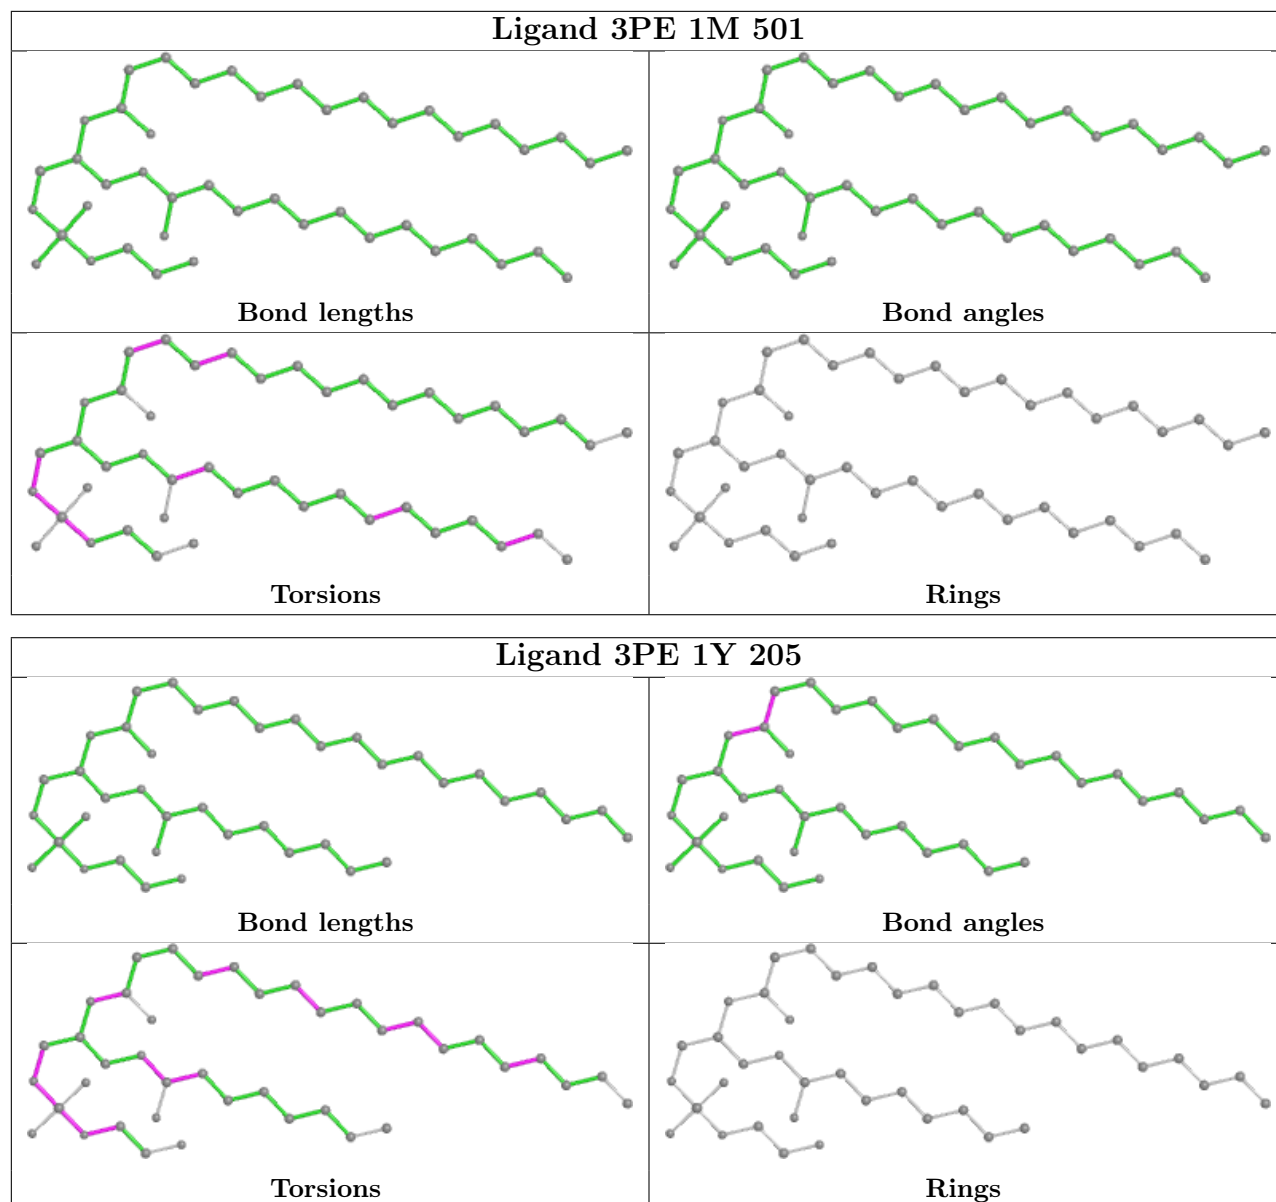 Ligand 3PE 1M 501
Bond lengths
Bond angles
Torsions
Rings
Ligand 3PE 1Y 205
Bond lengths
Bond angles
Torsions
Rings